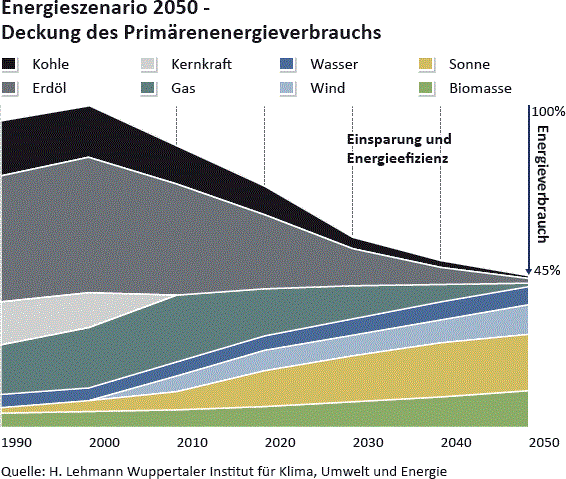 Energieszenario 2050 -
Deckung des Primärenenergieverbrauchs
Kohle Kernkraft Wasser Sonne
Erdöl Gas Wind Biomasse
100%
Einsparung und
Energieefizienz
Energieverbrauch
45%
1990 2000 2010 2020 2030 2040 2050
Quelle: H. Lehmann Wuppertaler Institut für Klima, Umwelt und Energie